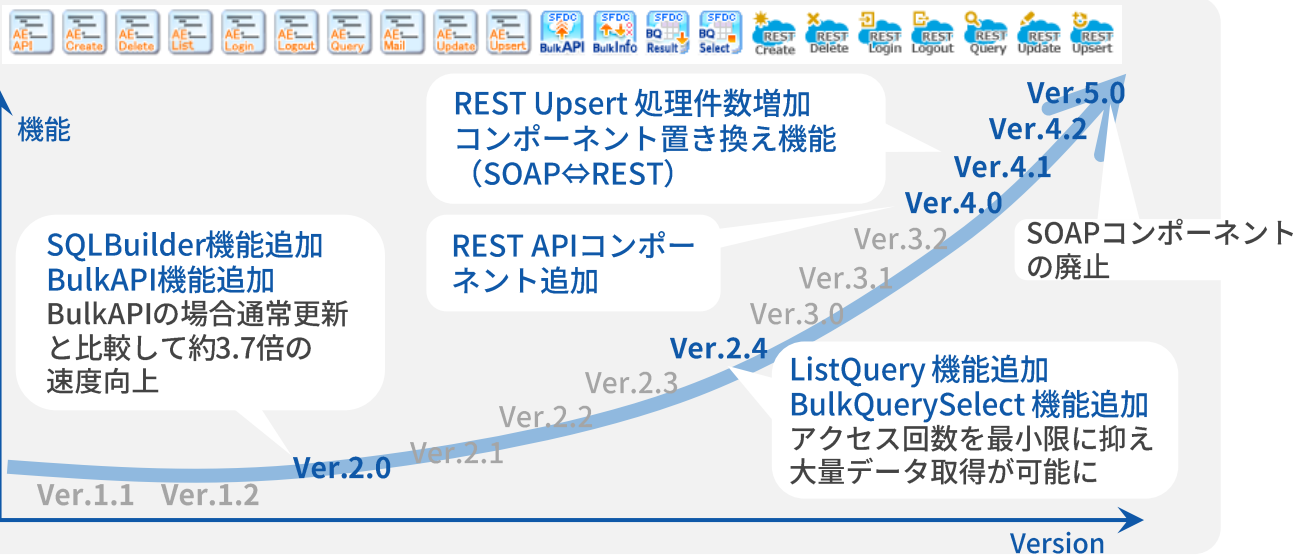 AE API
AE Create
AE Delete
AE List
AE Login
AE Logout
AE Query
AE Mail
AE Update
AE Upsert
SFDC BulkAPI
SFDC BulkInfo
SFDC BQ Result
SFDC BQ Select
REST Create
REST Delete
REST Login
REST Logout
REST Query
REST Update
REST Upsert
機能
REST Upsert 処理件数増加
コンポーネント置き換え機能
（SOAP⇔REST）
Ver.5.0
Ver.4.2
Ver.4.1
Ver.4.0
SOAPコンポーネント
の廃止
REST APIコンポー
ネント追加
Ver.3.2
Ver.3.1
Ver.3.0
SQLBuilder機能追加
BulkAPI機能追加
BulkAPIの場合通常更新
と比較して約3.7倍の
速度向上
Ver.2.4
Ver.2.3
Ver.2.2
Ver.2.1
Ver.2.0
ListQuery 機能追加
BulkQuerySelect 機能追加
アクセス回数を最小限に抑え
大量データ取得が可能に
Ver.1.1
Ver.1.2
Version